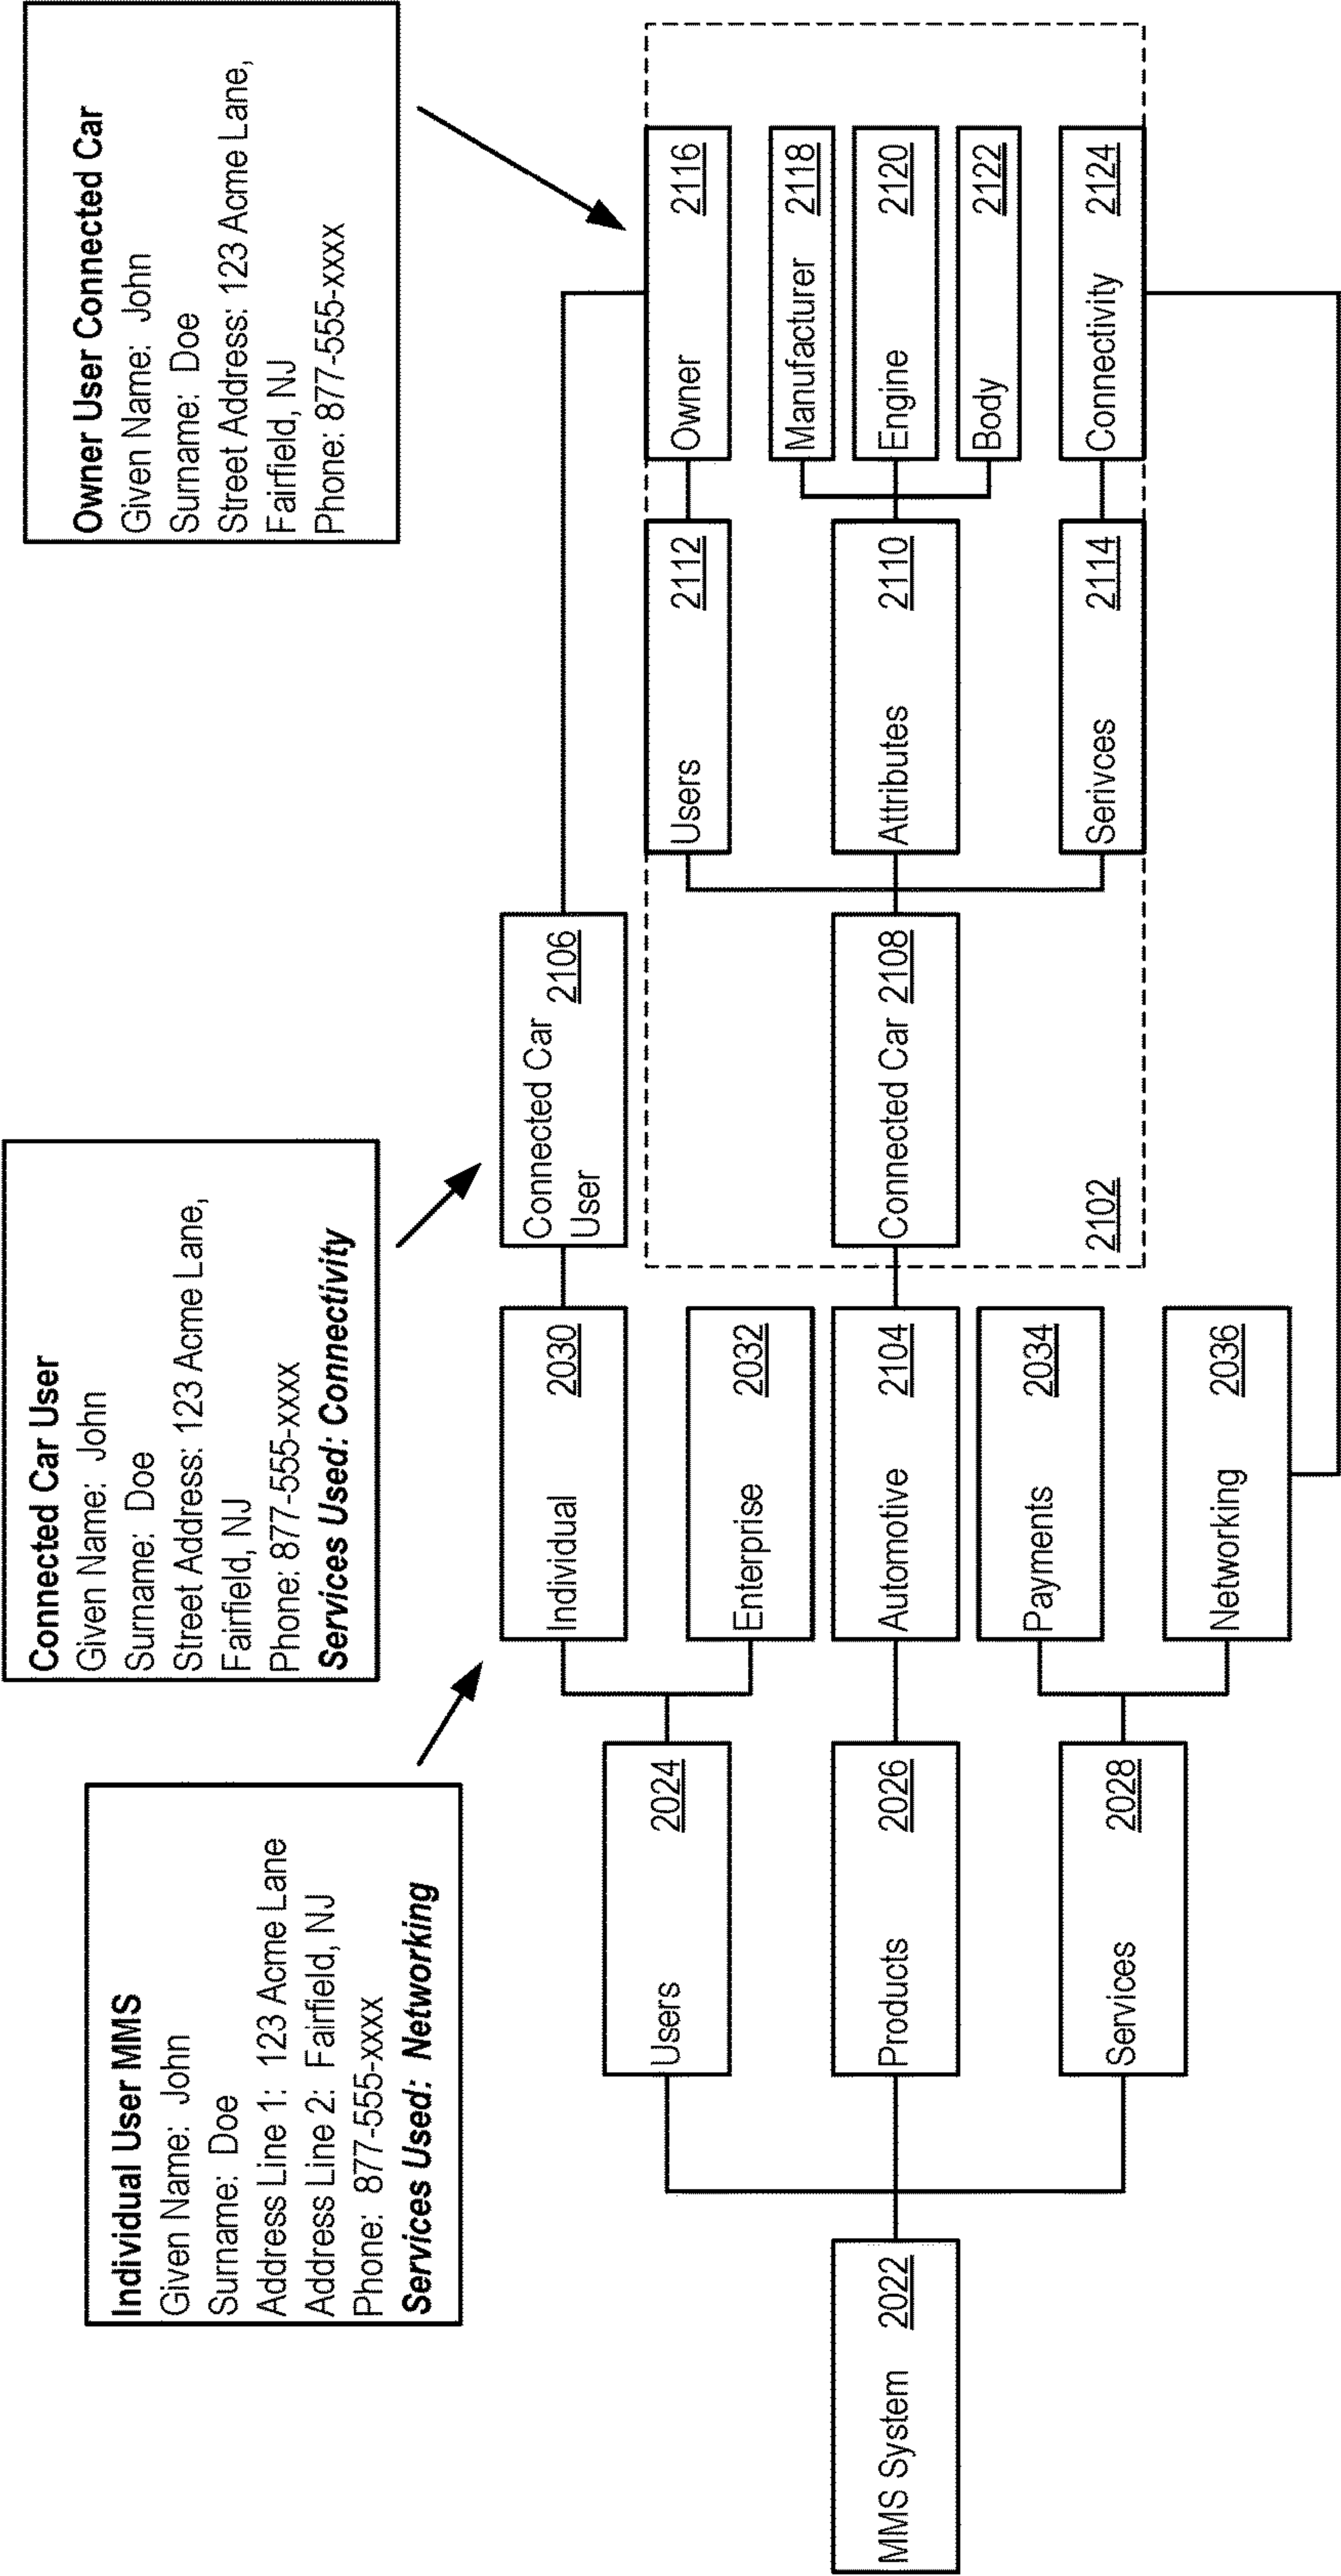 Individual User MMS
Given Name: John
Surname: Doe
Address Line 1: 123 Acme Lane
Address Line 2: Fairfield, NJ
Phone: 877-555-xxxx
Services Used: Networking
Connected Car User
Given Name: John
Surname: Doe
Street Address: 123 Acme Lane,
Fairfield, NJ
Phone: 877-555-xxxx
Services Used: Connectivity
Owner User Connected Car
Given Name: John
Surname: Doe
Street Address: 123 Acme Lane,
Fairfield, NJ
Phone: 877-555-xxxx
MMS System 2022
Users 2024
Products 2026
Services 2028
Individual 2030
Enterprise 2032
Automotive 2104
Payments 2034
Networking 2036
Connected Car
User 2106
Connected Car 2108
2102
Users 2112
Attributes 2110
Serivces 2114
Owner 2116
Manufacturer 2118
Engine 2120
Body 2122
Connectivity 2124